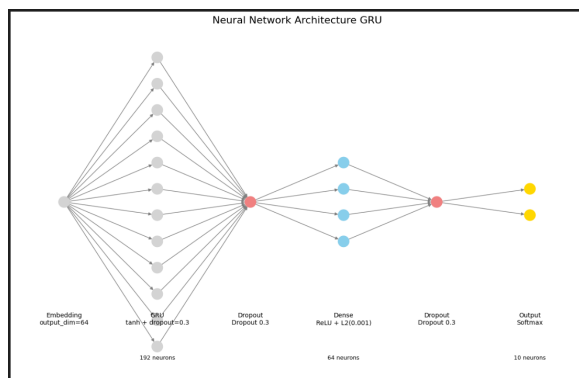 Neural Network Architecture GRU
Embedding
output_dim=64
GRU
tanh + dropout=0.3
Dropout
Dropout 0.3
Dense
ReLU + L2(0.001)
Dropout
Dropout 0.3
Output
Softmax
192 neurons
64 neurons
10 neurons